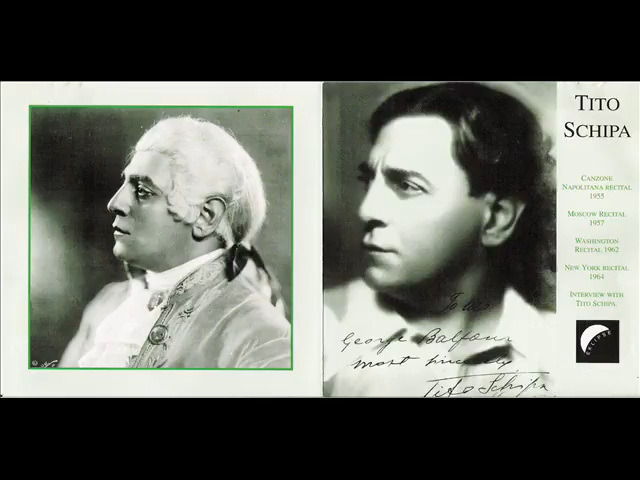 TITO
SCHIPA
CANZONE
NAPOLITANA RECITAL
1955
MOSCOW RECITAL
1957
WASHINGTON
RECITAL 1962
NEW YORK RECITAL
1964
INTERVIEW WITH
TITO SCHIPA
ECLIPSE
To
George Balfour
most sincerely
Tito Schipa